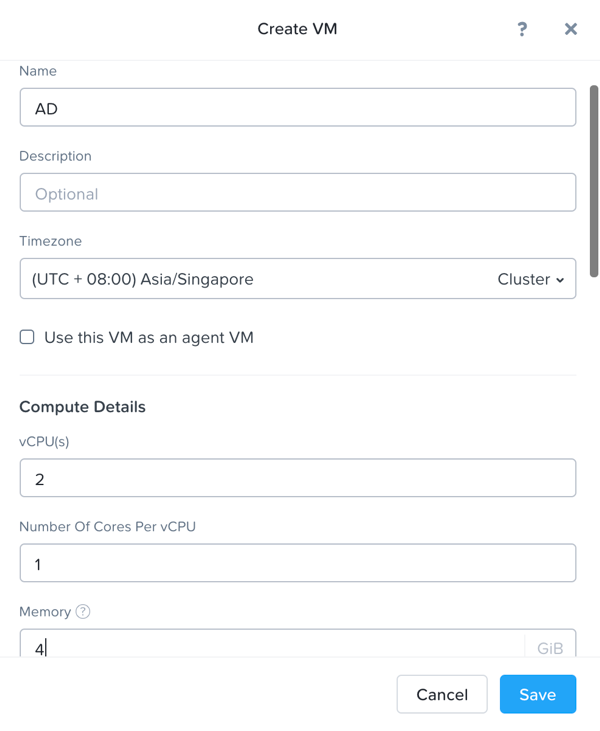 Create VM ? ×
Name
AD
Description
Optional
Timezone
(UTC + 08:00) Asia/Singapore Cluster
Use this VM as an agent VM
Compute Details
vCPU(s)
2
Number Of Cores Per vCPU
1
Memory ?
4 GiB
Cancel Save